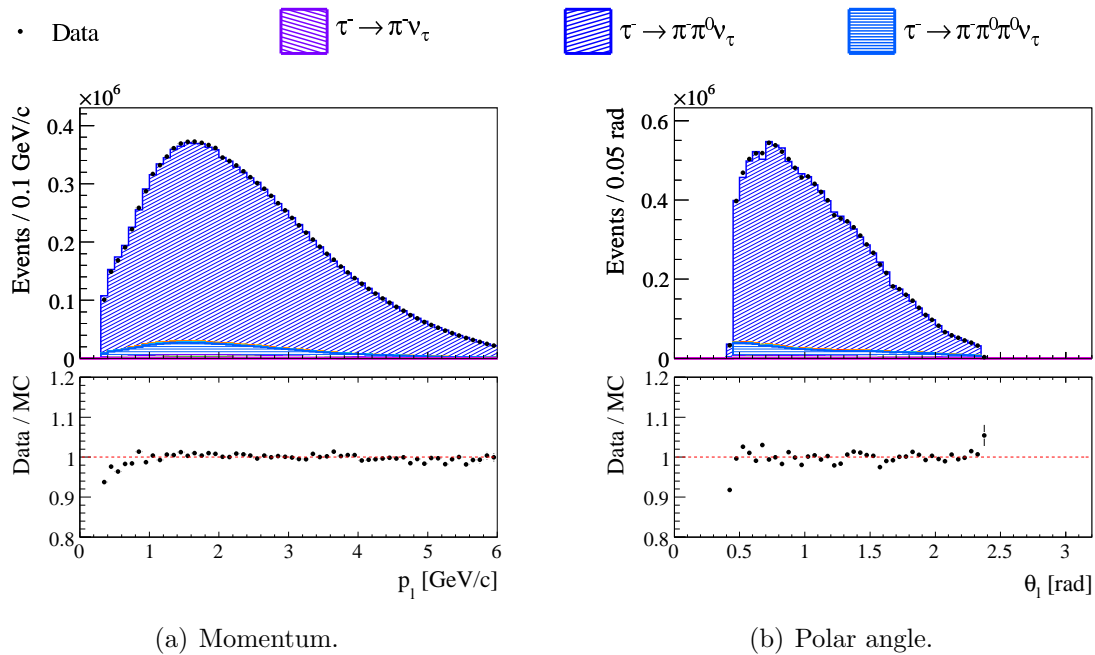 Data
τ⁻ → π⁻ν_τ
τ⁻ → π⁻π⁰ν_τ
τ⁻ → π⁻π⁰π⁰ν_τ
×10⁶
Events / 0.1 GeV/c
0.4
0.3
0.2
0.1
0
Data / MC
1.2
1.1
1
0.9
0.8
0 1 2 3 4 5 6
p_l [GeV/c]
(a) Momentum.
×10⁶
Events / 0.05 rad
0.6
0.4
0.2
0
Data / MC
1.2
1.1
1
0.9
0.8
0 0.5 1 1.5 2 2.5 3
θ_l [rad]
(b) Polar angle.